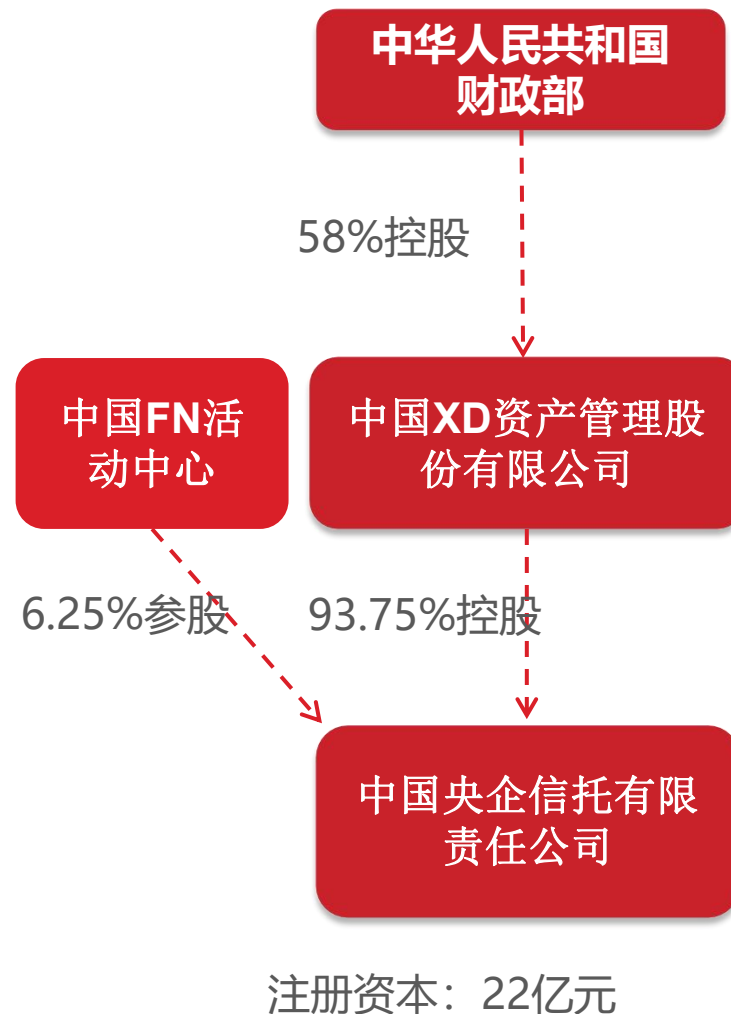 中华人民共和国
财政部
58%控股
中国FN活
动中心
中国XD资产管理股
份有限公司
6.25%参股
93.75%控股
中国央企信托有限
责任公司
注册资本：22亿元